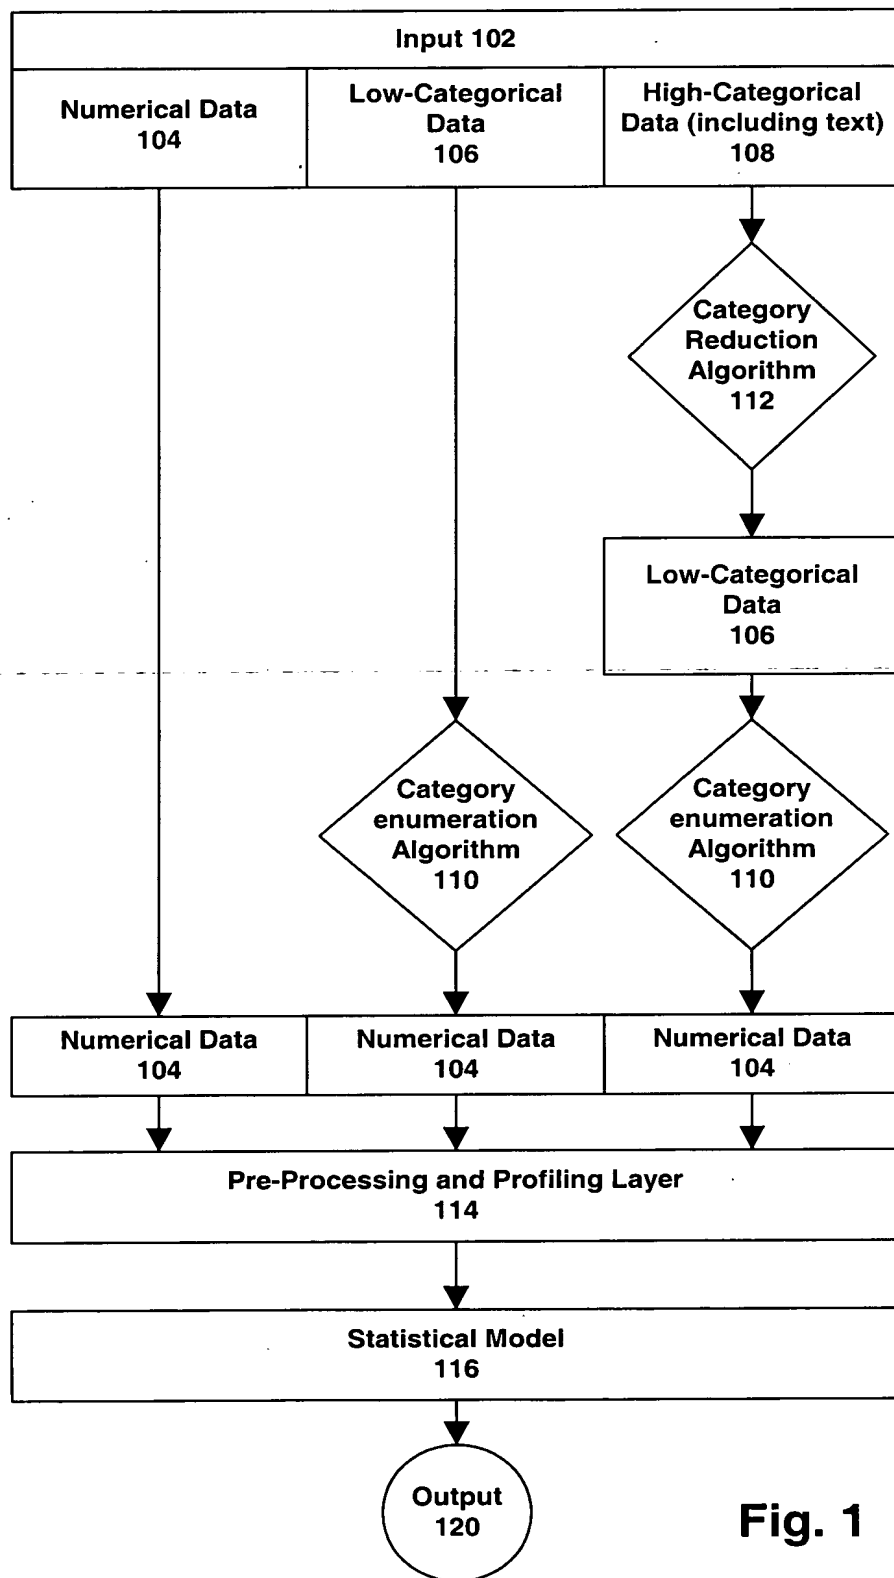 Input 102
Numerical Data
104
Low-Categorical
Data
106
High-Categorical
Data (including text)
108
Category
Reduction
Algorithm
112
Low-Categorical
Data
106
Category
enumeration
Algorithm
110
Category
enumeration
Algorithm
110
Numerical Data
104
Numerical Data
104
Numerical Data
104
Pre-Processing and Profiling Layer
114
Statistical Model
116
Output
120
Fig. 1